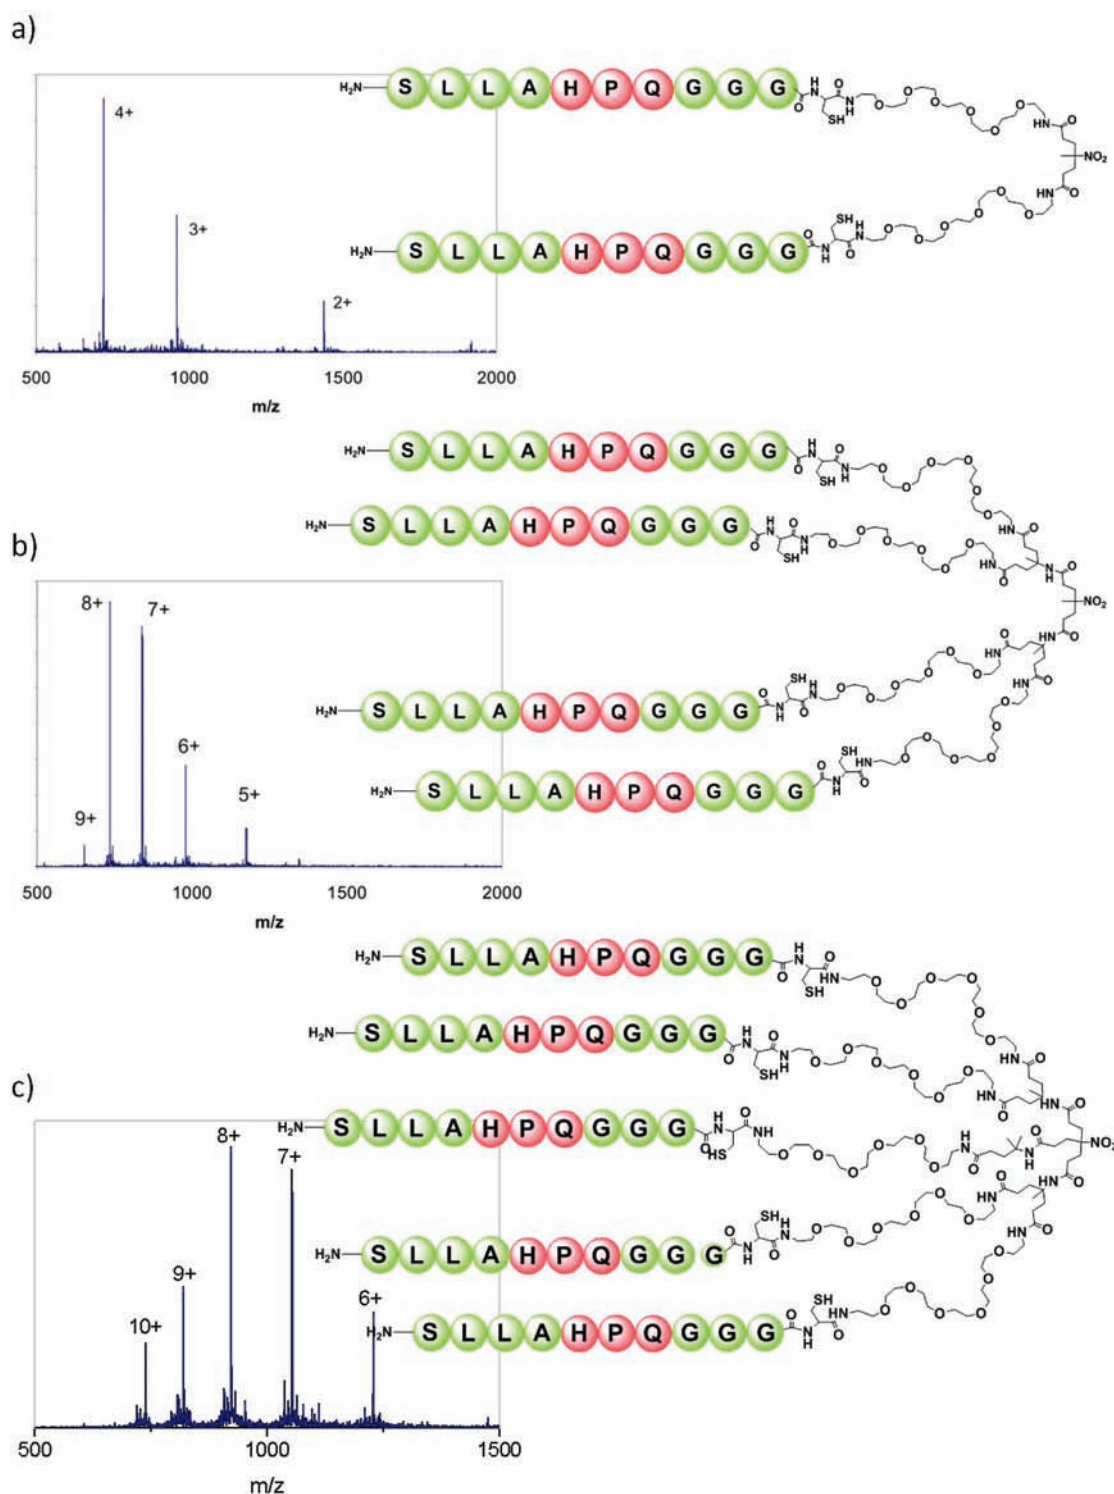 a)
4+
3+
2+
500 1000 1500 2000
m/z
H₂N S L L A H P Q G G G
H₂N S L L A H P Q G G G
O N H SH O H N O O O O O O HN O
NO₂
O N H SH O H N O O O O O O HN O
b)
8+
7+
6+
5+
9+
500 1000 1500 2000
m/z
H₂N S L L A H P Q G G G
H₂N S L L A H P Q G G G
H₂N S L L A H P Q G G G
H₂N S L L A H P Q G G G
NO₂
c)
8+
7+
9+
10+
6+
500 1000 1500
m/z
H₂N S L L A H P Q G G G
H₂N S L L A H P Q G G G
H₂N S L L A H P Q G G G
H₂N S L L A H P Q G G G
H₂N S L L A H P Q G G G
HS
NO₂